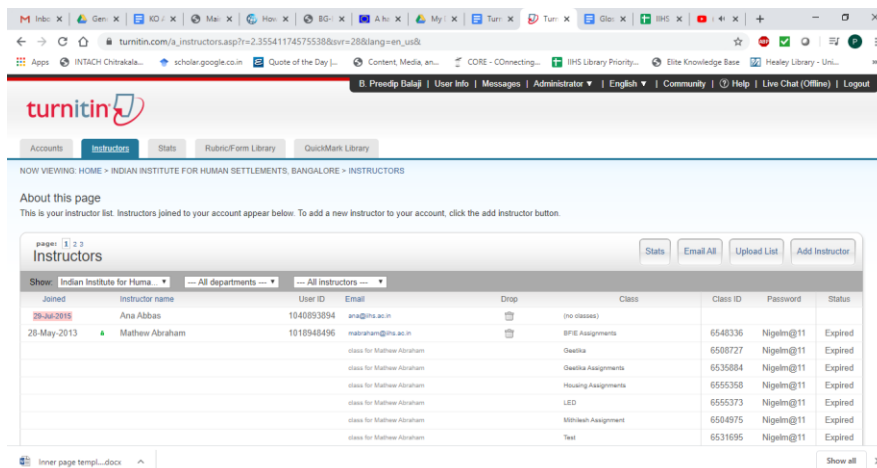 M Inbo
Gen
KO /
Mai
How
BG-I
A ho
My I
Turn
Turn
Glos
IIHS
turnitin.com/a_instructors.asp?r=2.35541174575538&svr=28&lang=en_us&
Apps INTACH Chitrakala... scholar.google.co.in Quote of the Day |... Content, Media, an... CORE - COnnecting... IIHS Library Priority... Elite Knowledge Base Healey Library - Uni...
B. Preedip Balaji | User Info | Messages | Administrator ▼ | English ▼ | Community | ? Help | Live Chat (Offline) | Logout
turnitin
Accounts Instructors Stats Rubric/Form Library QuickMark Library
NOW VIEWING: HOME > INDIAN INSTITUTE FOR HUMAN SETTLEMENTS, BANGALORE > INSTRUCTORS
About this page
This is your instructor list. Instructors joined to your account appear below. To add a new instructor to your account, click the add instructor button.
page: 1 2 3
Instructors
Stats Email All Upload List Add Instructor
Show: Indian Institute for Huma... ▼ --- All departments --- ▼ --- All instructors --- ▼
Joined Instructor name User ID Email Drop Class Class ID Password Status
29-Jul-2015 Ana Abbas 1040893894 ana@iihs.ac.in (no classes)
28-May-2013 Mathew Abraham 1018948496 mabraham@iihs.ac.in BFIE Assignments 6548336 Nigelm@11 Expired
class for Mathew Abraham Geetika 6508727 Nigelm@11 Expired
class for Mathew Abraham Geetika Assignments 6535884 Nigelm@11 Expired
class for Mathew Abraham Housing Assignments 6555358 Nigelm@11 Expired
class for Mathew Abraham LED 6555373 Nigelm@11 Expired
class for Mathew Abraham Mithilesh Assignment 6504975 Nigelm@11 Expired
class for Mathew Abraham Test 6531695 Nigelm@11 Expired
Inner page templ....docx Show all